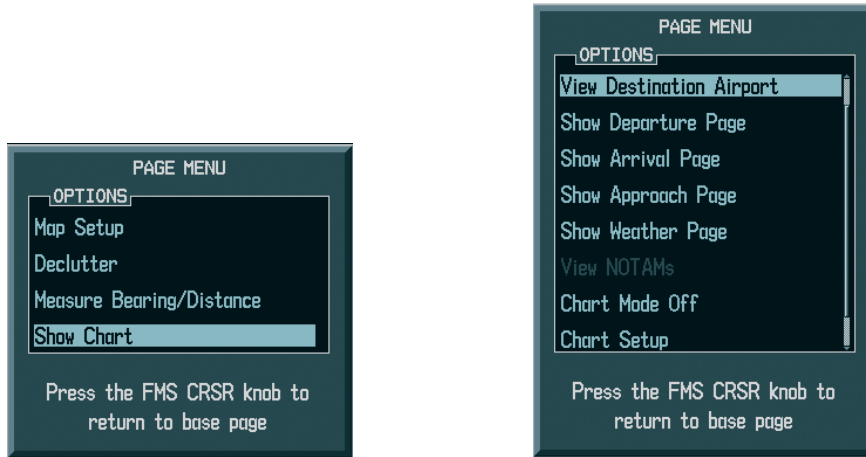 PAGE MENU
OPTIONS
Map Setup
Declutter
Measure Bearing/Distance
Show Chart
Press the FMS CRSR knob to
return to base page
PAGE MENU
OPTIONS
View Destination Airport
Show Departure Page
Show Arrival Page
Show Approach Page
Show Weather Page
View NOTAMs
Chart Mode Off
Chart Setup
Press the FMS CRSR knob to
return to base page